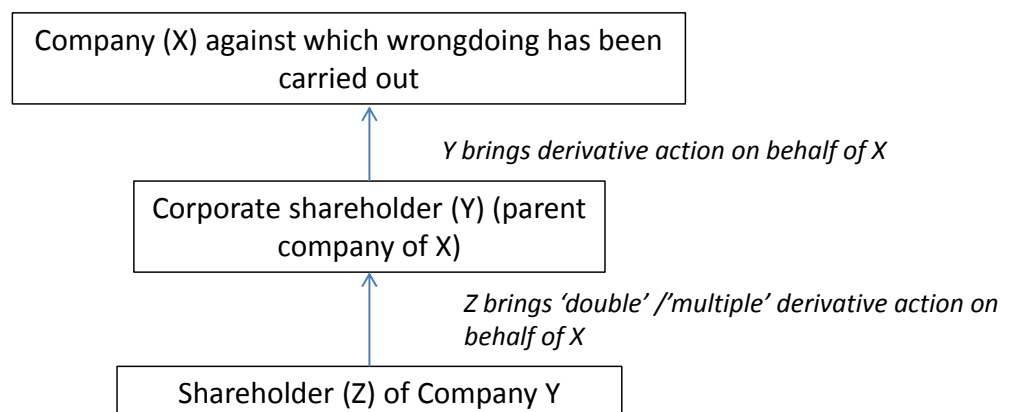 Company (X) against which wrongdoing has been
carried out
Y brings derivative action on behalf of X
Corporate shareholder (Y) (parent
company of X)
Z brings ‘double’ /’multiple’ derivative action on
behalf of X
Shareholder (Z) of Company Y